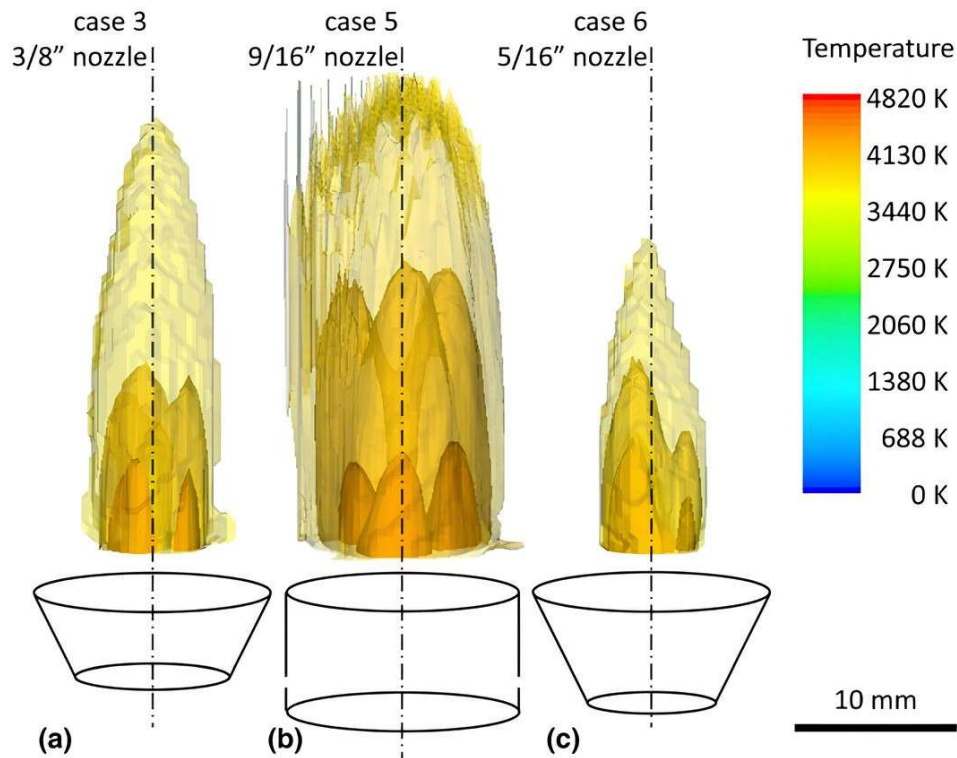 case 3
3/8” nozzle
case 5
9/16” nozzle
case 6
5/16” nozzle
Temperature
4820 K
4130 K
3440 K
2750 K
2060 K
1380 K
688 K
0 K
10 mm
(a)
(b)
(c)